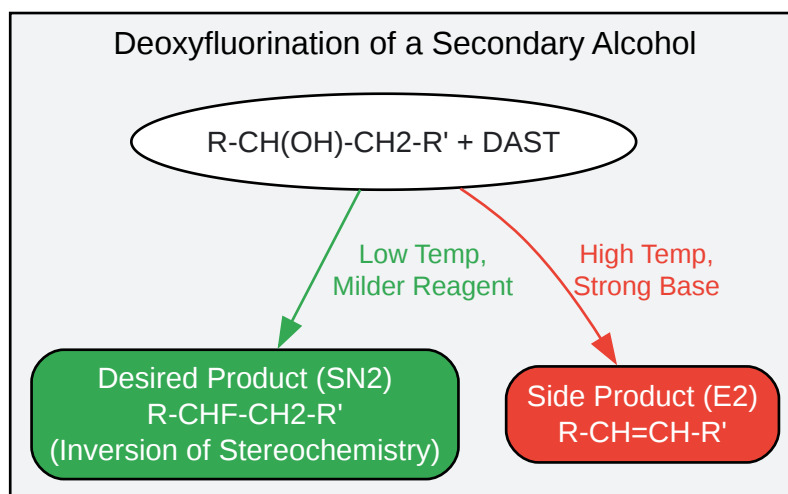 Deoxyfluorination of a Secondary Alcohol
R-CH(OH)-CH2-R' + DAST
Low Temp,
Milder Reagent
High Temp,
Strong Base
Desired Product (SN2)
R-CHF-CH2-R'
(Inversion of Stereochemistry)
Side Product (E2)
R-CH=CH-R'